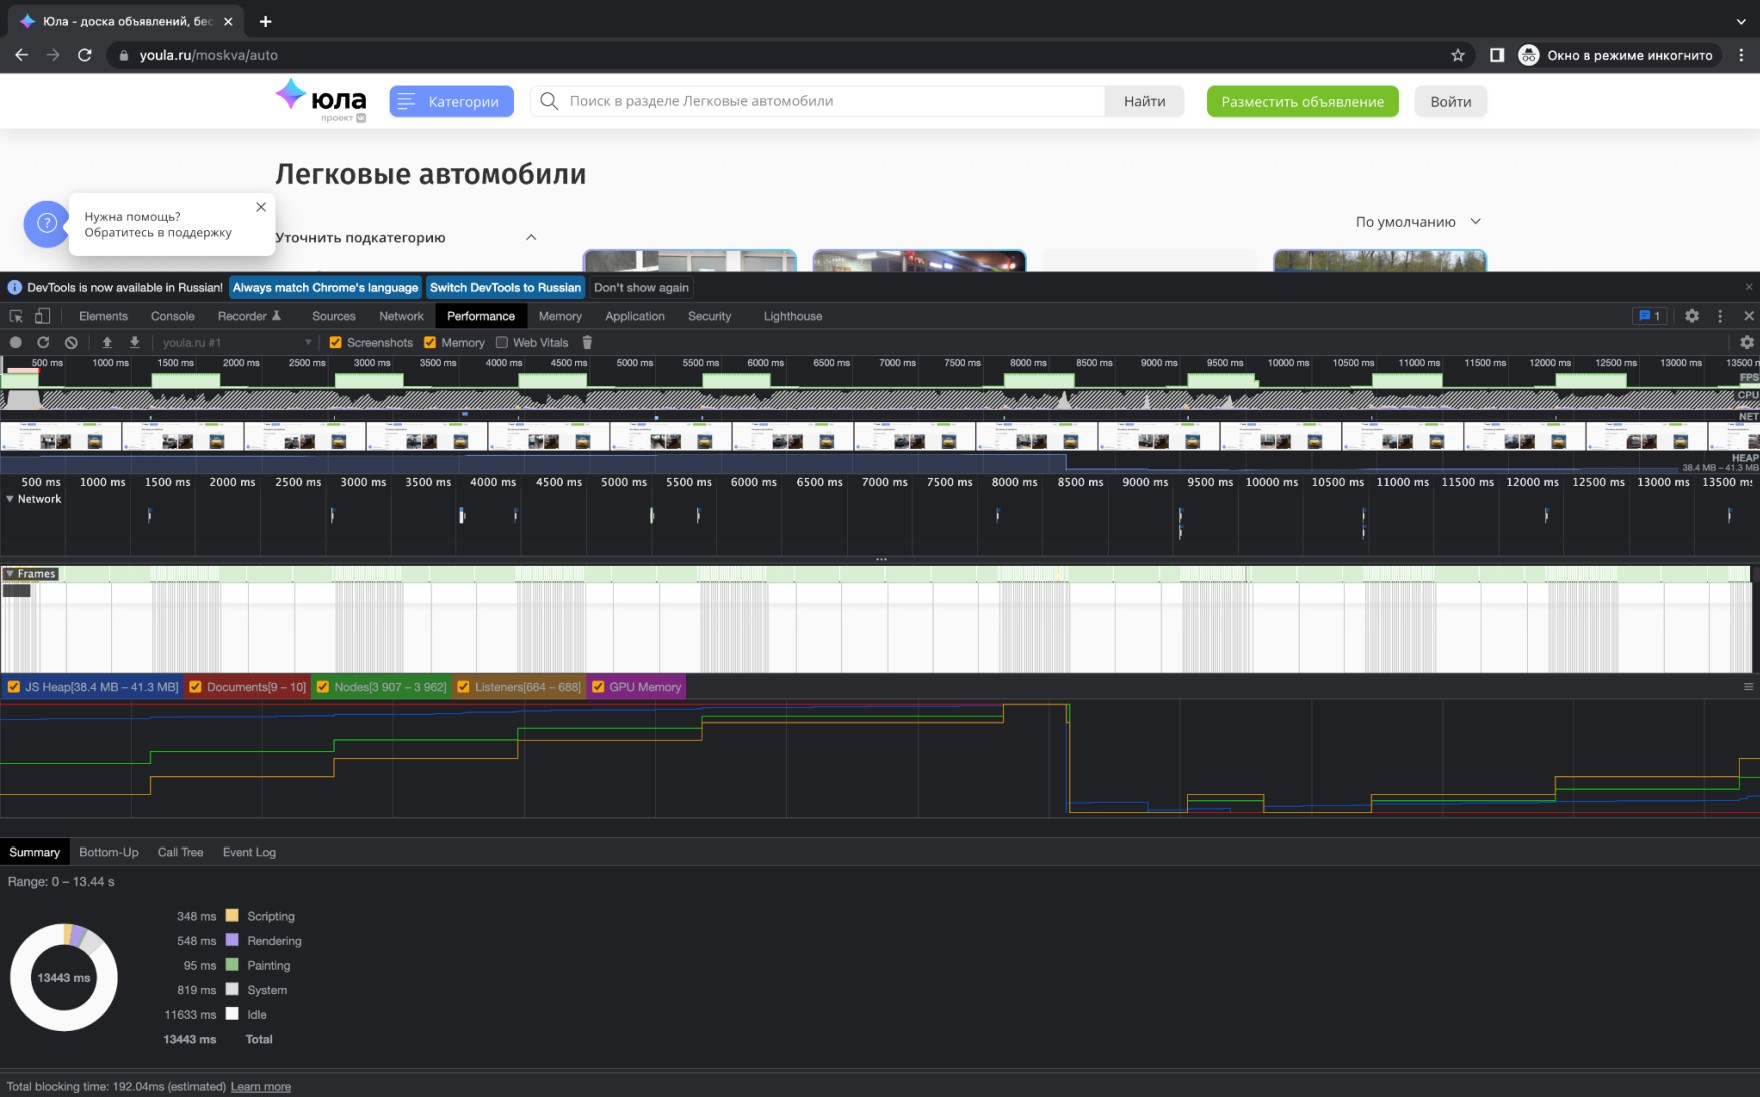 Юла - доска объявлений, бес
youla.ru/moskva/auto
Окно в режиме инкогнито
юла
проект
Категории
Поиск в разделе Легковые автомобили
Найти
Разместить объявление
Войти
Легковые автомобили
Нужна помощь?
Обратитесь в поддержку
По умолчанию
Уточнить подкатегорию
DevTools is now available in Russian! Always match Chrome's language Switch DevTools to Russian Don't show again
Elements Console Recorder Sources Network Performance Memory Application Security Lighthouse 1
youla.ru #1 Screenshots Memory Web Vitals
500 ms 1000 ms 1500 ms 2000 ms 2500 ms 3000 ms 3500 ms 4000 ms 4500 ms 5000 ms 5500 ms 6000 ms 6500 ms 7000 ms 7500 ms 8000 ms 8500 ms 9000 ms 9500 ms 10000 ms 10500 ms 11000 ms 11500 ms 12000 ms 12500 ms 13000 ms 13500 n
FPS
CPU
NET
HEAP
38.4 MB – 41.3 MB
500 ms 1000 ms 1500 ms 2000 ms 2500 ms 3000 ms 3500 ms 4000 ms 4500 ms 5000 ms 5500 ms 6000 ms 6500 ms 7000 ms 7500 ms 8000 ms 8500 ms 9000 ms 9500 ms 10000 ms 10500 ms 11000 ms 11500 ms 12000 ms 12500 ms 13000 ms 13500 ms
Network
Frames
JS Heap[38.4 MB – 41.3 MB] Documents[9 – 10] Nodes[3 907 – 3 962] Listeners[664 – 688] GPU Memory
Summary Bottom-Up Call Tree Event Log
Range: 0 – 13.44 s
348 ms Scripting
548 ms Rendering
95 ms Painting
13443 ms
819 ms System
11633 ms Idle
13443 ms Total
Total blocking time: 192.04ms (estimated) Learn more